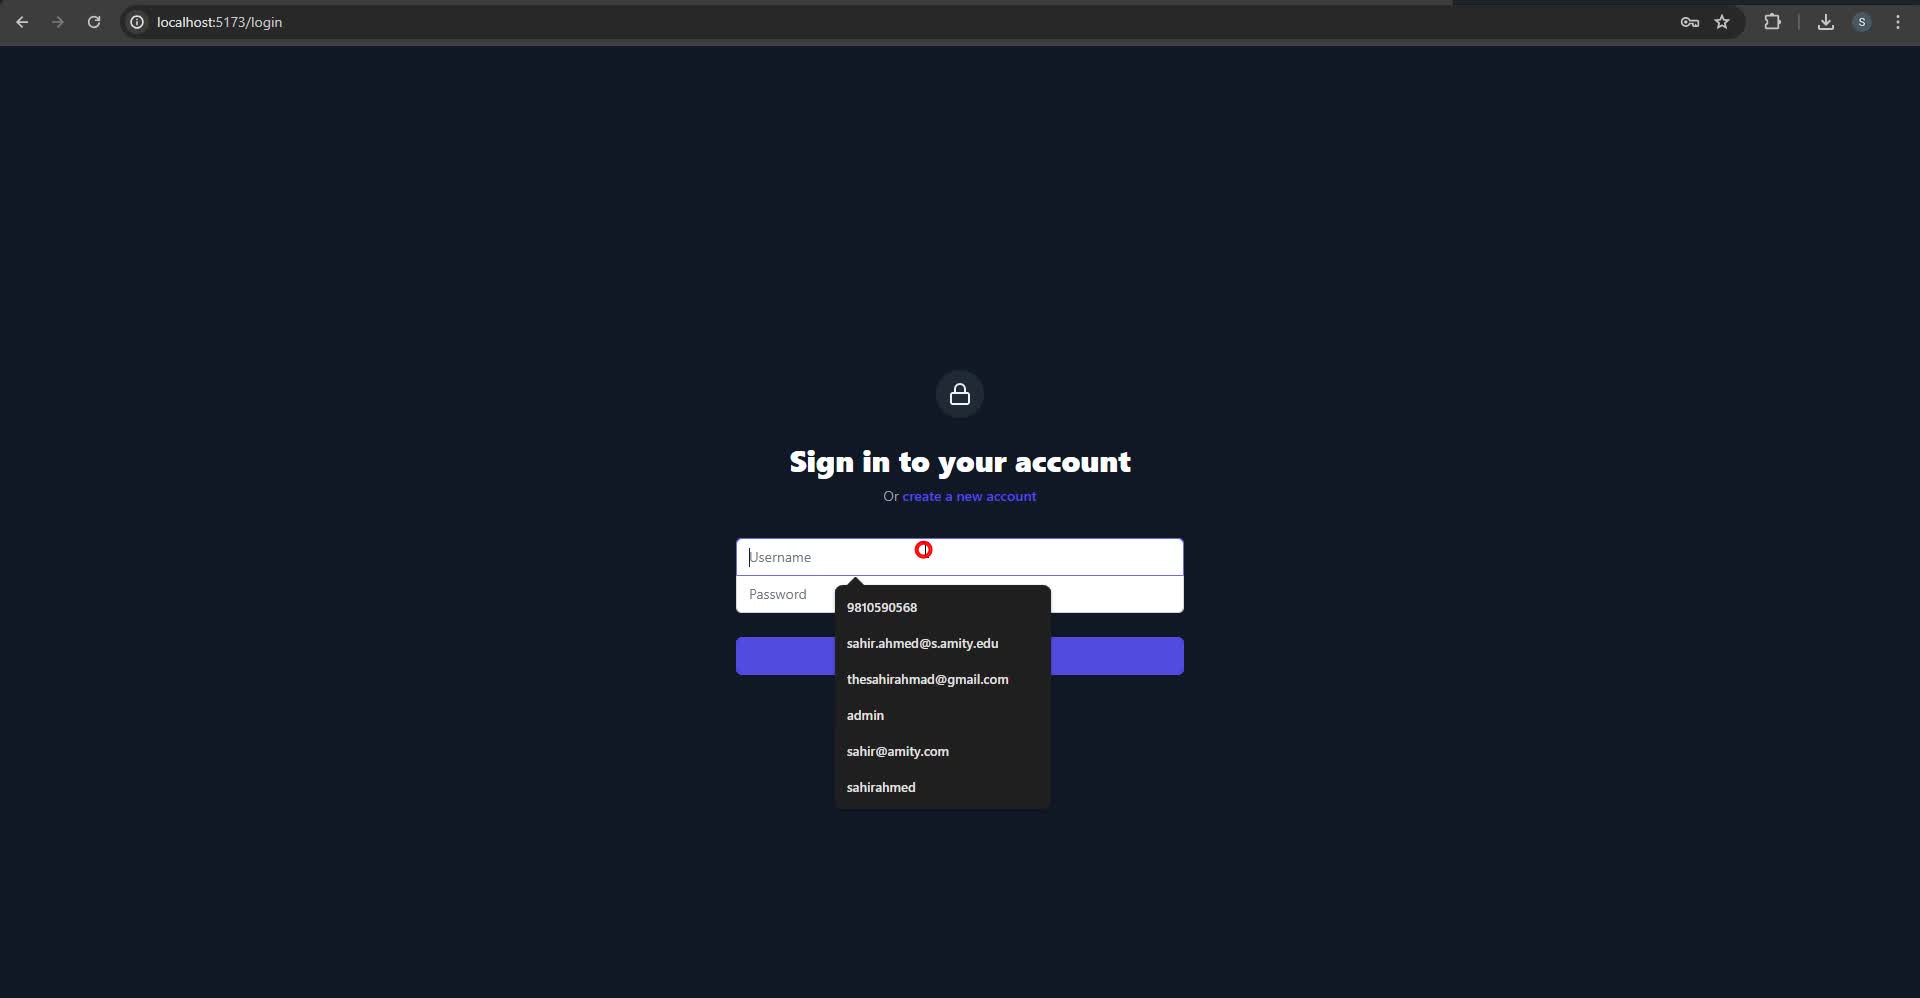 localhost:5173/login
S
Sign in to your account
Or create a new account
Username
Password
9810590568
sahir.ahmed@s.amity.edu
thesahirahmad@gmail.com
admin
sahir@amity.com
sahirahmed